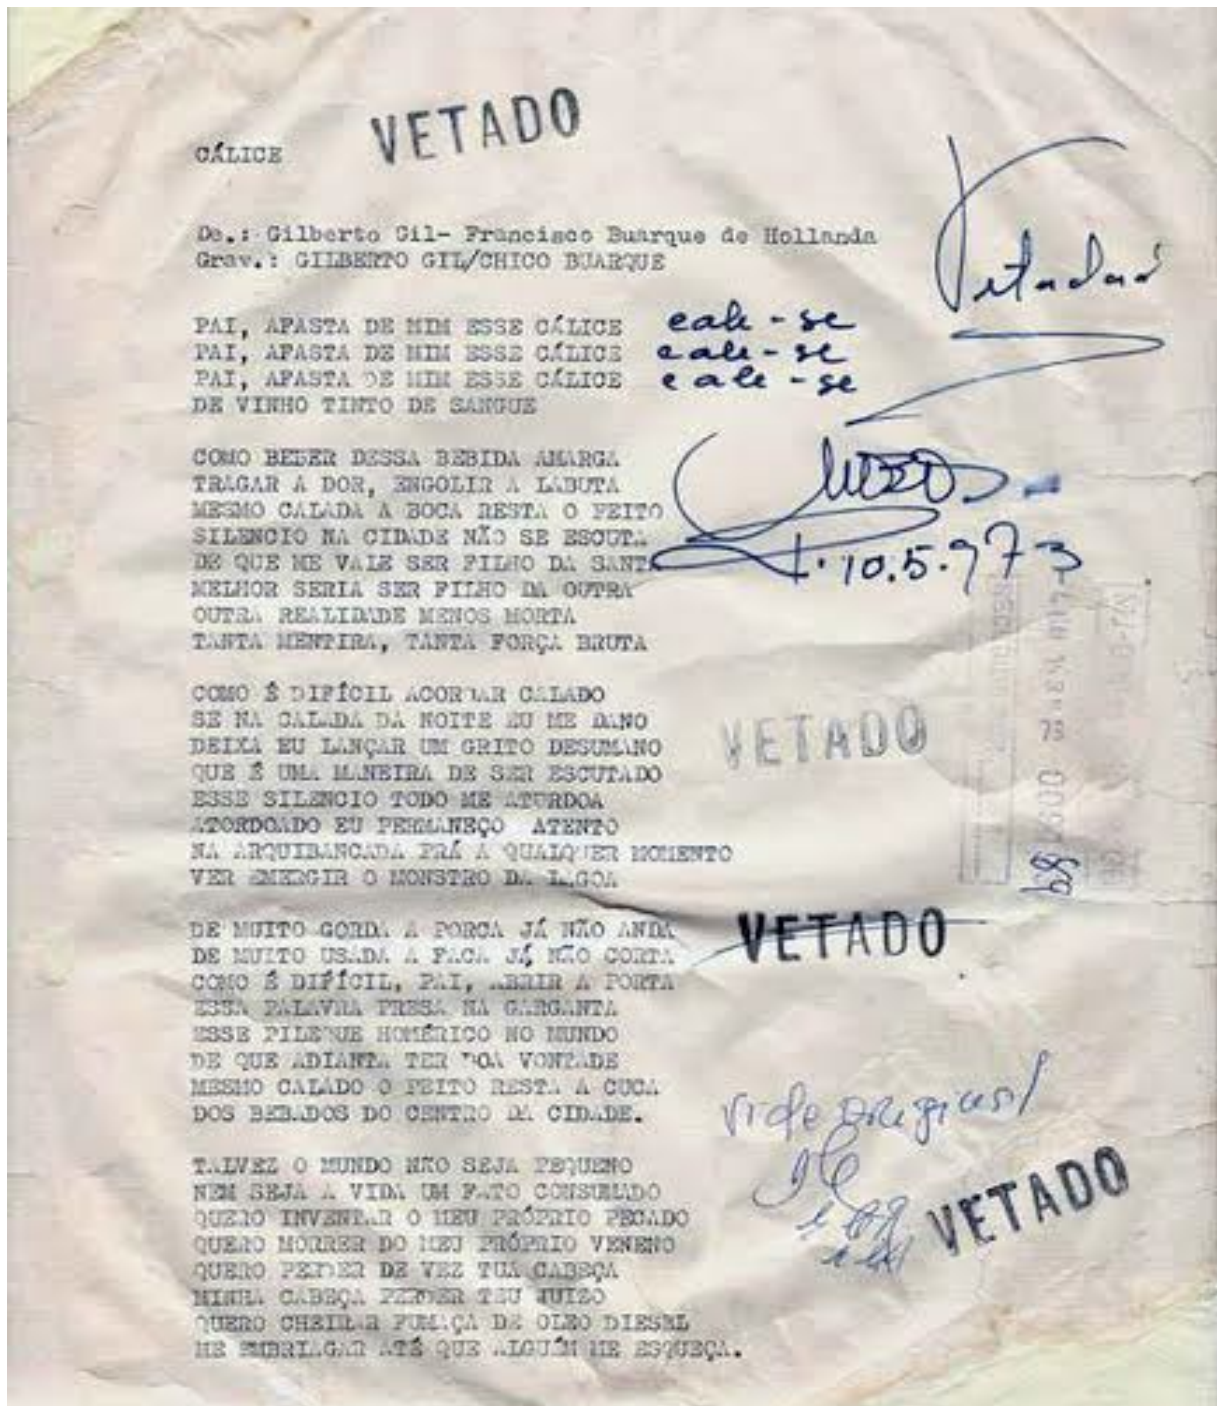 VETADO
CÁLICE
De.: Gilberto Gil- Francisco Buarque de Hollanda
Grav.: GILBERTO GIL/CHICO BUARQUE
PAI, AFASTA DE MIM ESSE CÁLICE cale-se
PAI, AFASTA DE MIM ESSE CÁLICE cale-se
PAI, AFASTA DE MIM ESSE CÁLICE cale-se
DE VINHO TINTO DE SANGUE
COMO BEBER DESSA BEBIDA AMARGA
TRAGAR A DOR, ENGOLIR A LABUTA
MESMO CALADA A BOCA RESTA O PEITO
SILENCIO NA CIDADE NÃO SE ESCUTA
10.5.973
DE QUE ME VALE SER FILHO DA SANTA
MELHOR SERIA SER FILHO DA OUTRA
OUTRA REALIDADE MENOS MORTA
TANTA MENTIRA, TANTA FORÇA BRUTA
COMO É DIFÍCIL ACORDAR CALADO
SE NA CALADA DA NOITE EU ME DANO
VETADO
DEIXA EU LANÇAR UM GRITO DESUMANO
QUE É UMA MANEIRA DE SER ESCUTADO
ESSE SILENCIO TODO ME ATURDOA
ATORDOADO EU PERMANEÇO ATENTO
NA ARQUIBANCADA PRÁ A QUALQUER MOMENTO
VER EMERGIR O MONSTRO DA LAGOA
DE MUITO GORDA A PORCA JÁ NÃO ANDA
VETADO
DE MUITO USADA A FACA JÁ NÃO CORTA
COMO É DIFÍCIL, PAI, ABRIR A PORTA
ESSA PALAVRA PRESA NA GARGANTA
ESSE PILEQUE HOMÉRICO NO MUNDO
DE QUE ADIANTA TER BOA VONTADE
MESMO CALADO O PEITO RESTA A CUCA
DOS BEBADOS DO CENTRO DA CIDADE.
vide original
TALVEZ O MUNDO NÃO SEJA PEQUENO
NEM SEJA A VIDA UM FATO CONSUMADO
VETADO
QUERO INVENTAR O MEU PRÓPRIO PECADO
QUERO MORRER DO MEU PRÓPRIO VENENO
QUERO PERDER DE VEZ TUA CABEÇA
MINHA CABEÇA PERDER TEU JUIZO
QUERO CHEIRAR FUMAÇA DE OLEO DIESEL
ME EMBRIAGAR ATÉ QUE ALGUÉM ME ESQUEÇA.